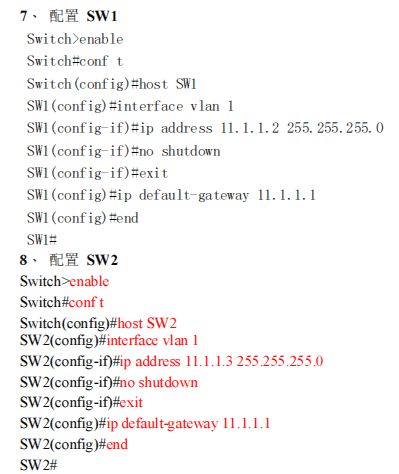 7、 配置 SW1
Switch>enable
Switch#conf t
Switch(config)#host SW1
SW1(config)#interface vlan 1
SW1(config-if)#ip address 11.1.1.2 255.255.255.0
SW1(config-if)#no shutdown
SW1(config-if)#exit
SW1(config)#ip default-gateway 11.1.1.1
SW1(config)#end
SW1#
8、 配置 SW2
Switch>enable
Switch#conf t
Switch(config)#host SW2
SW2(config)#interface vlan 1
SW2(config-if)#ip address 11.1.1.3 255.255.255.0
SW2(config-if)#no shutdown
SW2(config-if)#exit
SW2(config)#ip default-gateway 11.1.1.1
SW2(config)#end
SW2#